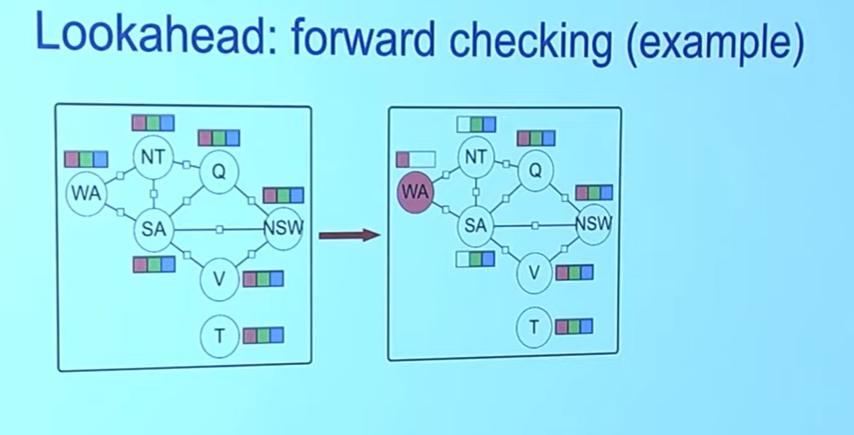 Lookahead: forward checking (example)
NT
Q
WA
SA
NSW
V
T
NT
Q
WA
SA
NSW
V
T